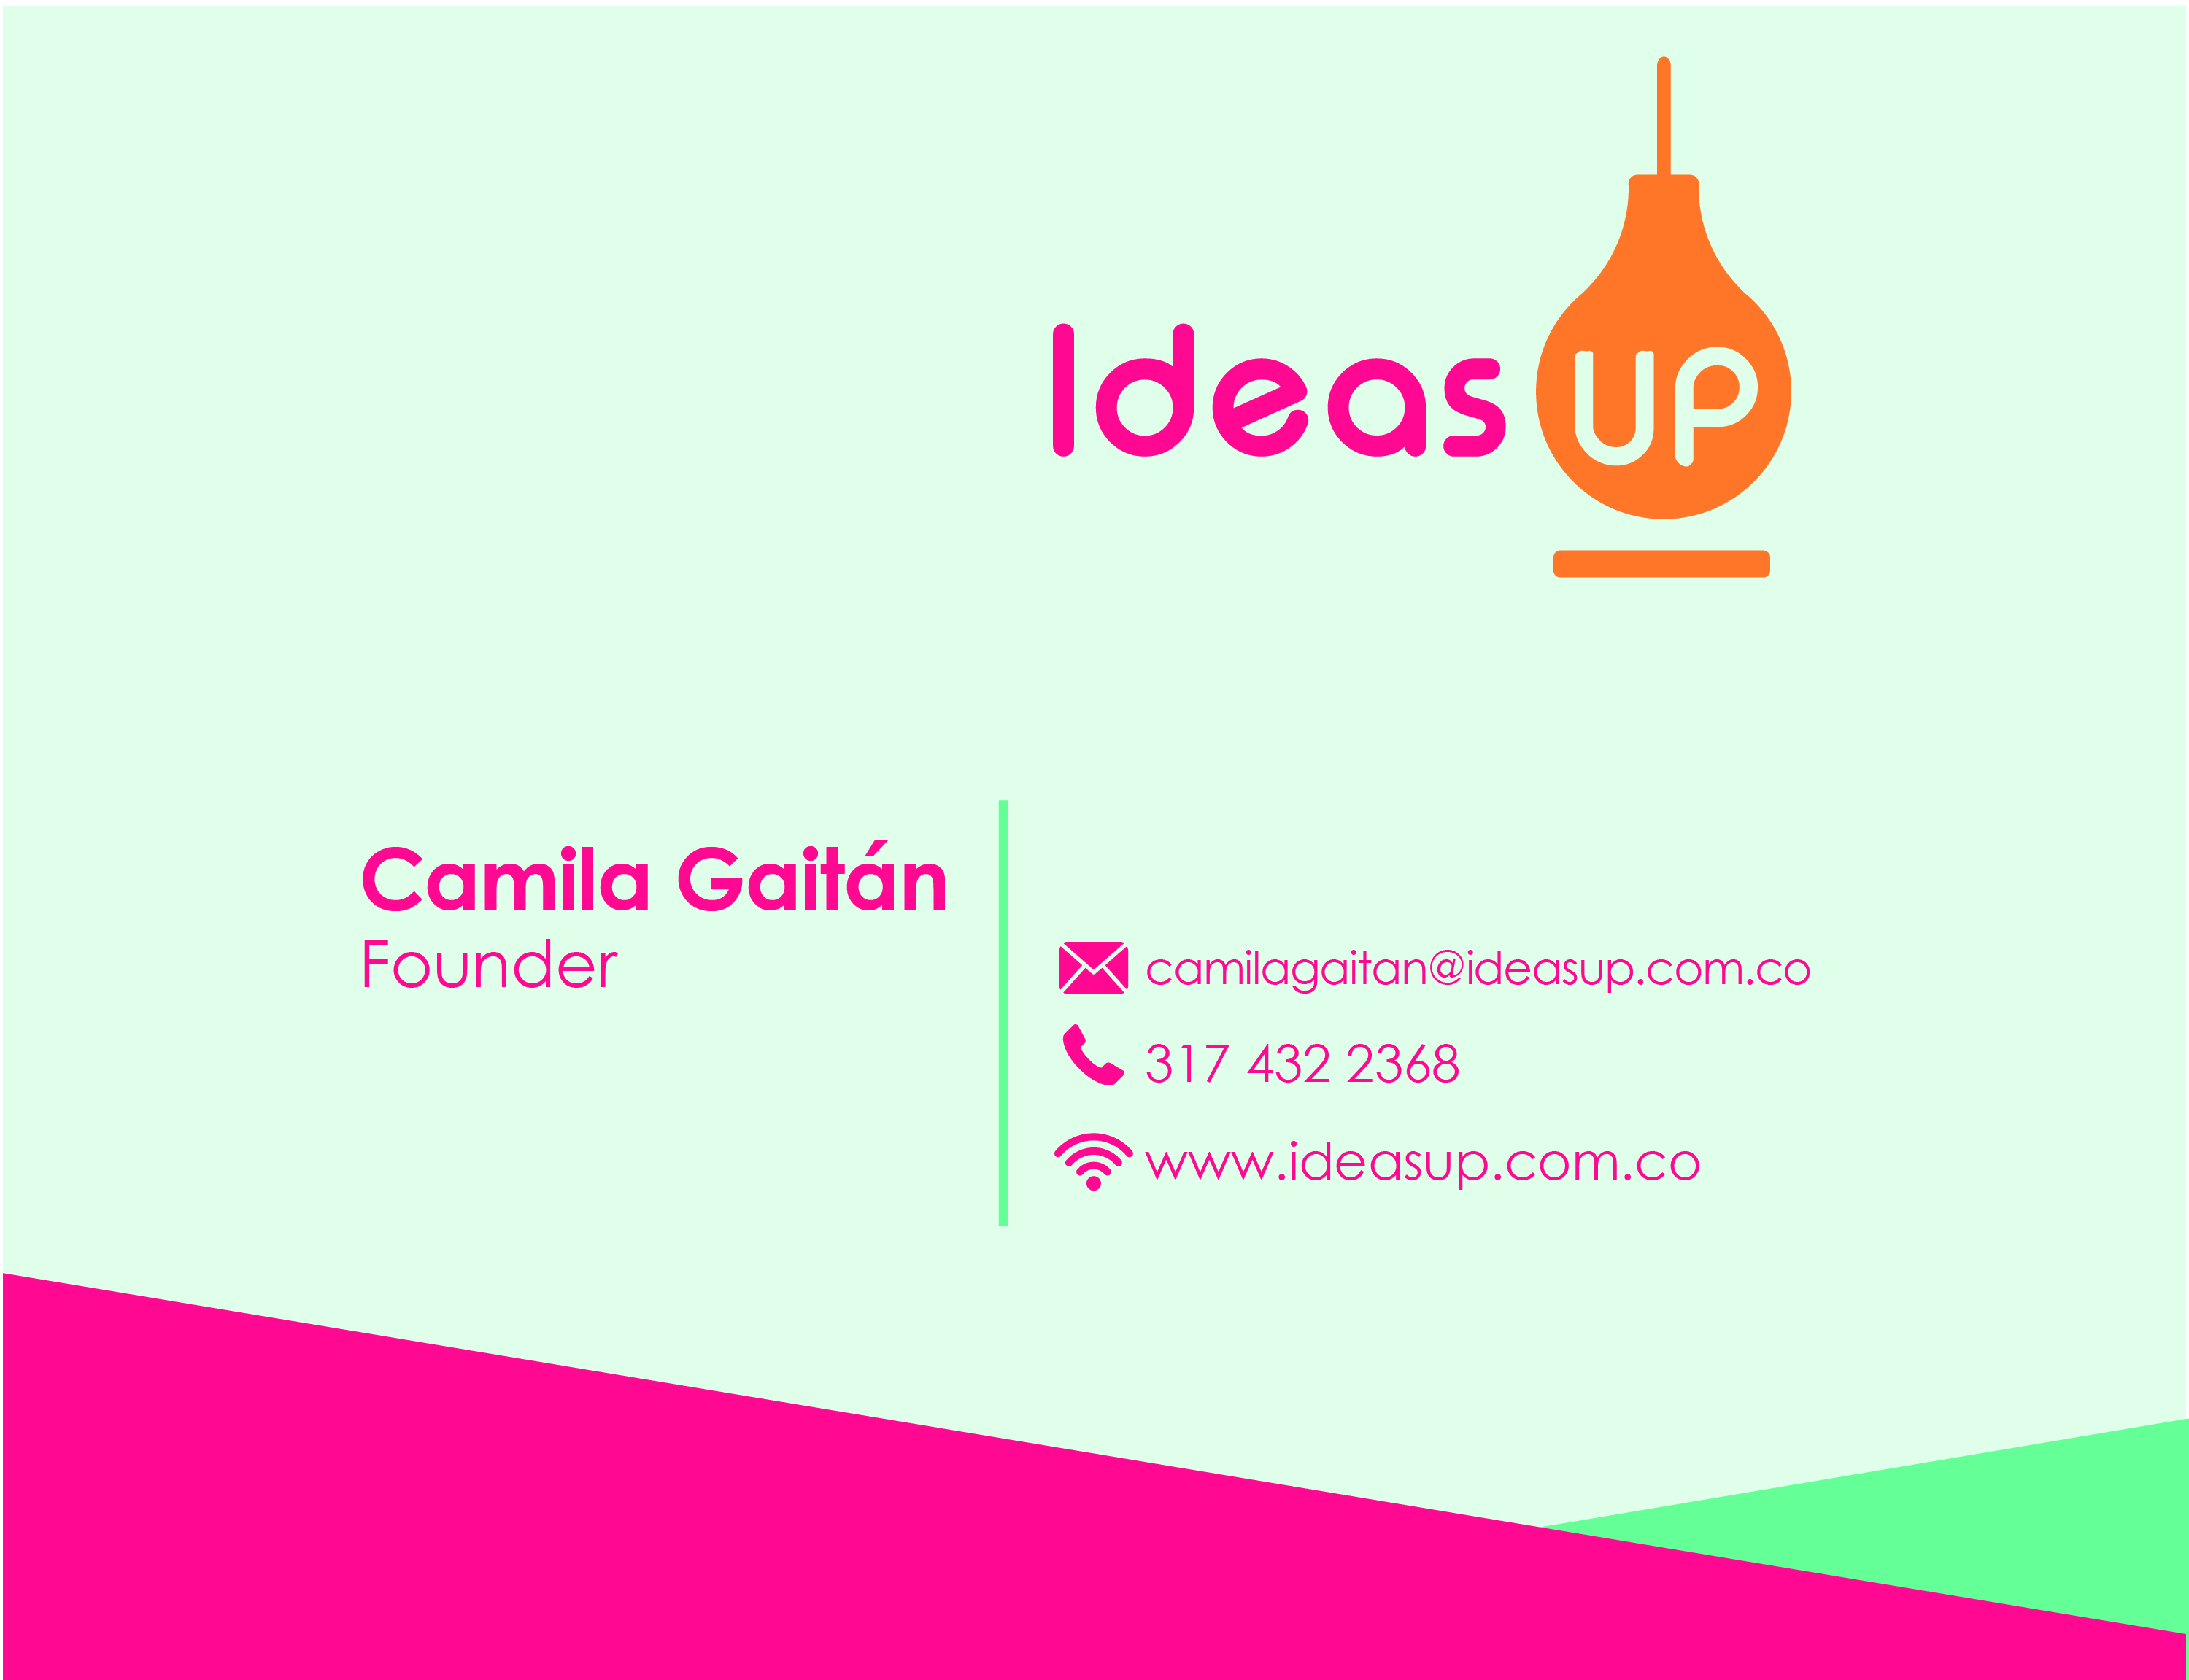 Ideas UP
Camila Gaitán
Founder
camilagaitan@ideasup.com.co
317 432 2368
www.ideasup.com.co